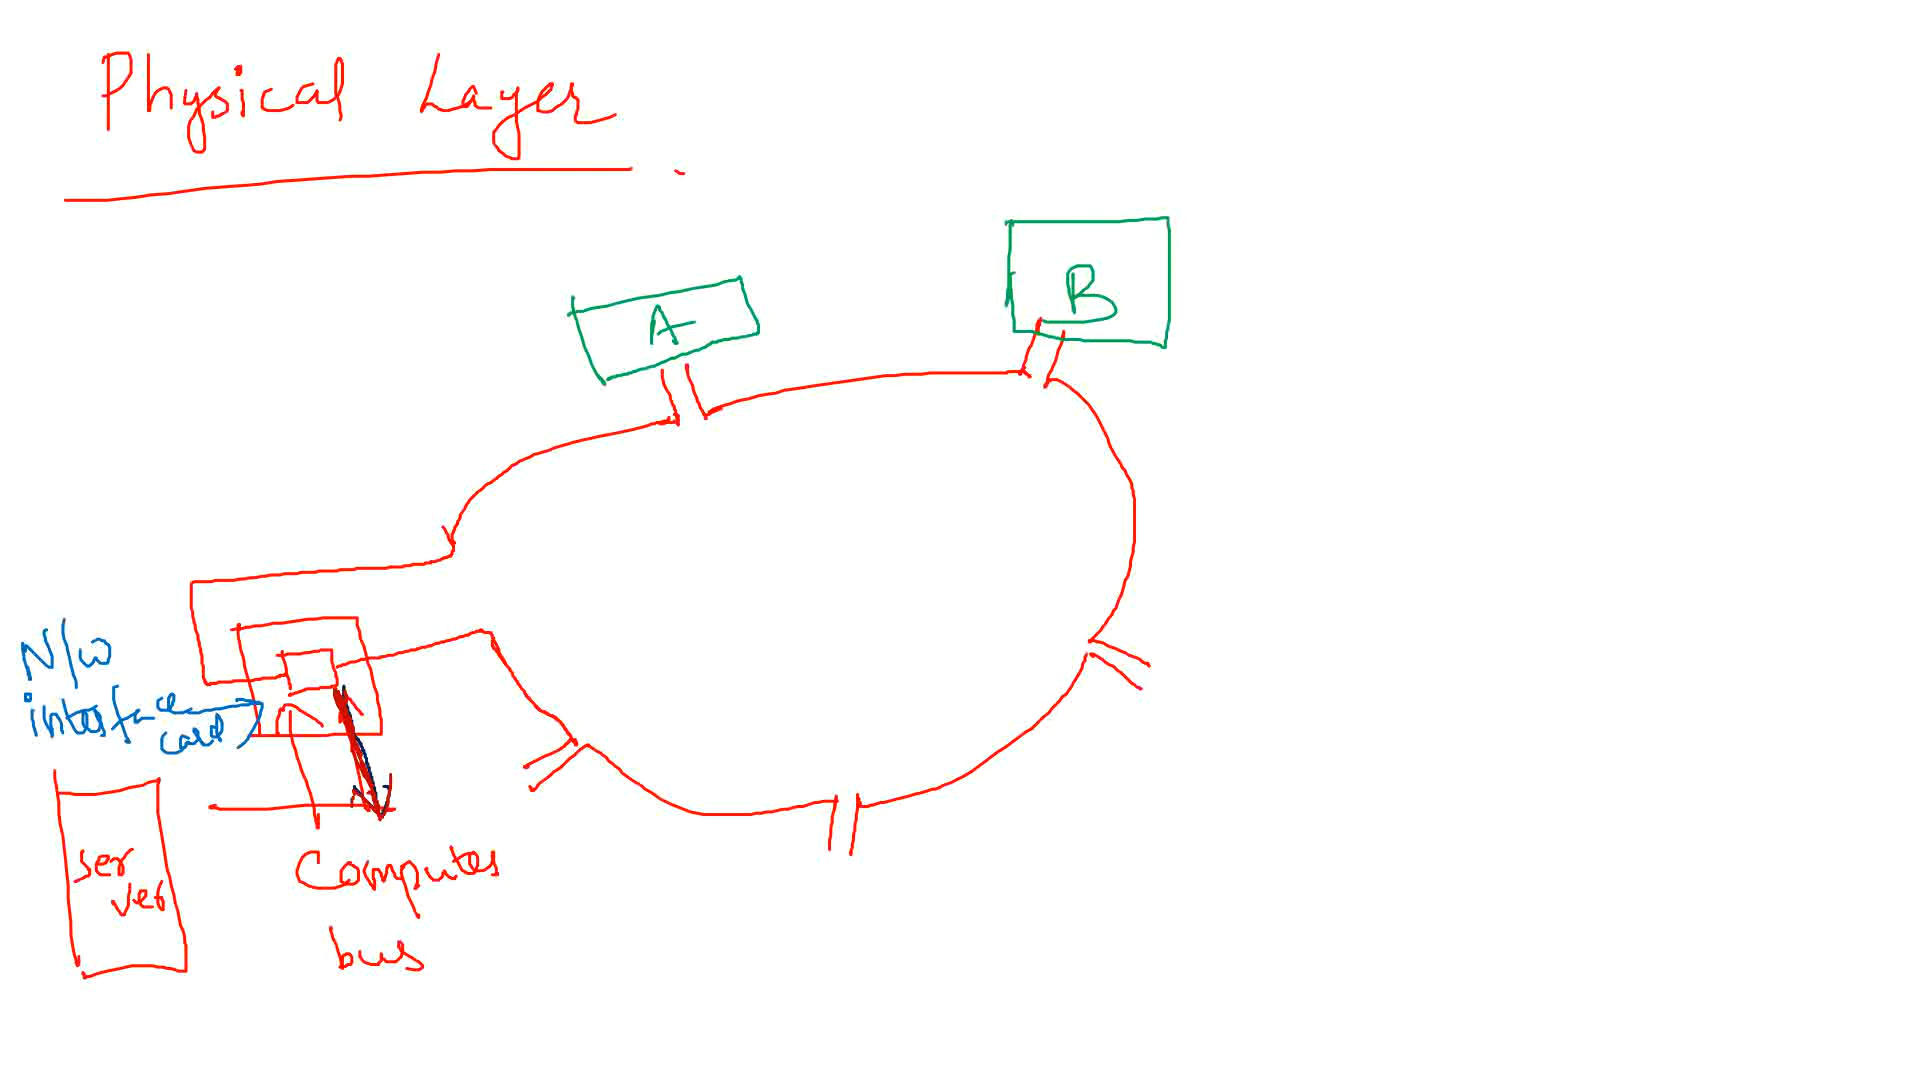 Physical Layer
A
B
N/w
interface
card
ser
ver
Computer
bus